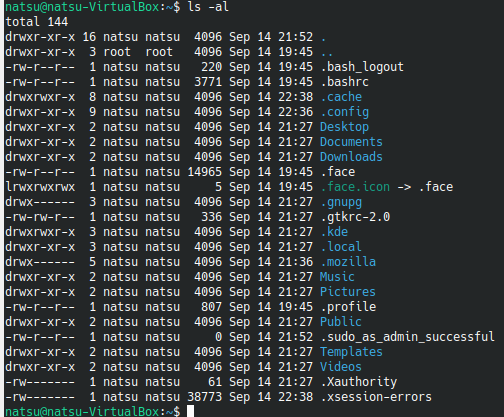 natsu@natsu-VirtualBox:~$ ls -al
total 144
drwxr-xr-x 16 natsu natsu  4096 Sep 14 21:52 .
drwxr-xr-x  3 root  root   4096 Sep 14 19:45 ..
-rw-r--r--  1 natsu natsu   220 Sep 14 19:45 .bash_logout
-rw-r--r--  1 natsu natsu  3771 Sep 14 19:45 .bashrc
drwxrwxr-x  8 natsu natsu  4096 Sep 14 22:38 .cache
drwxr-xr-x  9 natsu natsu  4096 Sep 14 22:36 .config
drwxr-xr-x  2 natsu natsu  4096 Sep 14 21:27 Desktop
drwxr-xr-x  2 natsu natsu  4096 Sep 14 21:27 Documents
drwxr-xr-x  2 natsu natsu  4096 Sep 14 21:27 Downloads
-rw-r--r--  1 natsu natsu 14965 Sep 14 19:45 .face
lrwxrwxrwx  1 natsu natsu     5 Sep 14 19:45 .face.icon -> .face
drwx------  3 natsu natsu  4096 Sep 14 21:27 .gnupg
-rw-rw-r--  1 natsu natsu   336 Sep 14 21:27 .gtkrc-2.0
drwxrwxr-x  3 natsu natsu  4096 Sep 14 21:27 .kde
drwxr-xr-x  3 natsu natsu  4096 Sep 14 21:27 .local
drwx------  5 natsu natsu  4096 Sep 14 21:36 .mozilla
drwxr-xr-x  2 natsu natsu  4096 Sep 14 21:27 Music
drwxr-xr-x  2 natsu natsu  4096 Sep 14 21:27 Pictures
-rw-r--r--  1 natsu natsu   807 Sep 14 19:45 .profile
drwxr-xr-x  2 natsu natsu  4096 Sep 14 21:27 Public
-rw-r--r--  1 natsu natsu     0 Sep 14 21:52 .sudo_as_admin_successful
drwxr-xr-x  2 natsu natsu  4096 Sep 14 21:27 Templates
drwxr-xr-x  2 natsu natsu  4096 Sep 14 21:27 Videos
-rw-------  1 natsu natsu    61 Sep 14 21:27 .Xauthority
-rw-------  1 natsu natsu 38773 Sep 14 22:38 .xsession-errors
natsu@natsu-VirtualBox:~$